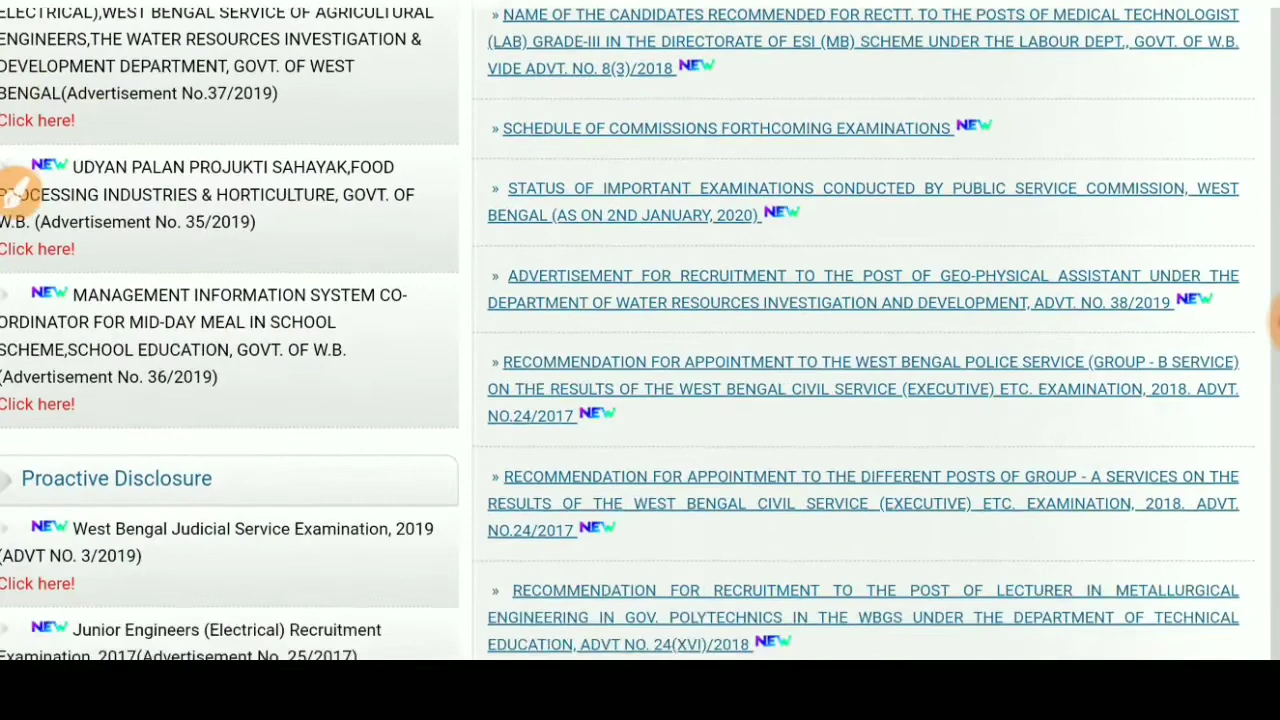 ELECTRICAL),WEST BENGAL SERVICE OF AGRICULTURAL
ENGINEERS,THE WATER RESOURCES INVESTIGATION &
DEVELOPMENT DEPARTMENT, GOVT. OF WEST
BENGAL(Advertisement No.37/2019)
Click here!
NEW UDYAN PALAN PROJUKTI SAHAYAK,FOOD
PROCESSING INDUSTRIES & HORTICULTURE, GOVT. OF
W.B. (Advertisement No. 35/2019)
Click here!
NEW MANAGEMENT INFORMATION SYSTEM CO-
ORDINATOR FOR MID-DAY MEAL IN SCHOOL
SCHEME,SCHOOL EDUCATION, GOVT. OF W.B.
(Advertisement No. 36/2019)
Click here!
Proactive Disclosure
NEW West Bengal Judicial Service Examination, 2019
(ADVT NO. 3/2019)
Click here!
NEW Junior Engineers (Electrical) Recruitment
Examination, 2017(Advertisement No. 25/2017)
» NAME OF THE CANDIDATES RECOMMENDED FOR RECTT. TO THE POSTS OF MEDICAL TECHNOLOGIST
(LAB) GRADE-III IN THE DIRECTORATE OF ESI (MB) SCHEME UNDER THE LABOUR DEPT., GOVT. OF W.B.
VIDE ADVT. NO. 8(3)/2018 NEW
» SCHEDULE OF COMMISSIONS FORTHCOMING EXAMINATIONS NEW
» STATUS OF IMPORTANT EXAMINATIONS CONDUCTED BY PUBLIC SERVICE COMMISSION, WEST
BENGAL (AS ON 2ND JANUARY, 2020) NEW
» ADVERTISEMENT FOR RECRUITMENT TO THE POST OF GEO-PHYSICAL ASSISTANT UNDER THE
DEPARTMENT OF WATER RESOURCES INVESTIGATION AND DEVELOPMENT, ADVT. NO. 38/2019 NEW
» RECOMMENDATION FOR APPOINTMENT TO THE WEST BENGAL POLICE SERVICE (GROUP - B SERVICE)
ON THE RESULTS OF THE WEST BENGAL CIVIL SERVICE (EXECUTIVE) ETC. EXAMINATION, 2018. ADVT.
NO.24/2017 NEW
» RECOMMENDATION FOR APPOINTMENT TO THE DIFFERENT POSTS OF GROUP - A SERVICES ON THE
RESULTS OF THE WEST BENGAL CIVIL SERVICE (EXECUTIVE) ETC. EXAMINATION, 2018. ADVT.
NO.24/2017 NEW
» RECOMMENDATION FOR RECRUITMENT TO THE POST OF LECTURER IN METALLURGICAL
ENGINEERING IN GOV. POLYTECHNICS IN THE WBGS UNDER THE DEPARTMENT OF TECHNICAL
EDUCATION, ADVT NO. 24(XVI)/2018 NEW